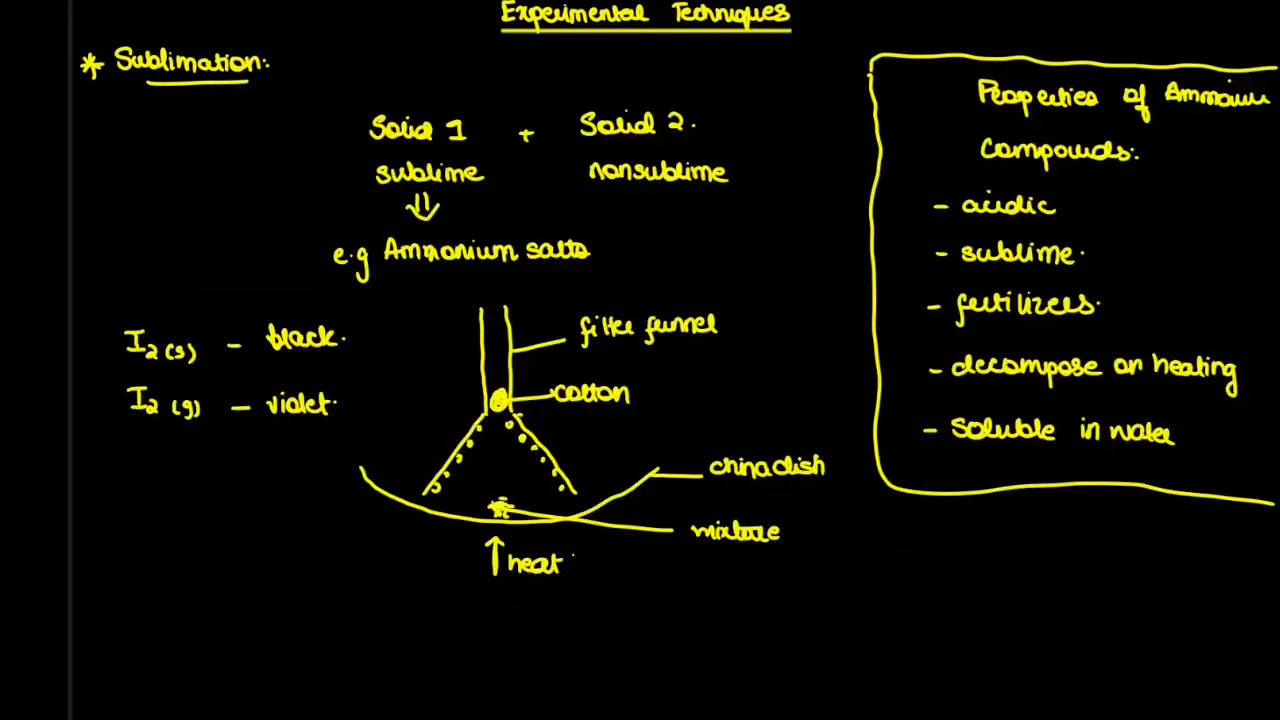 Experimental Techniques
* Sublimation:
Solid 1 + Solid 2.
sublime nonsublime
e.g Ammonium salts
I2(s) - black.
I2(g) - violet.
filter funnel
cotton
china dish
mixture
heat
Properties of Ammonium
compounds:
- acidic
- sublime.
- fertilizers.
- decompose on heating
- soluble in water